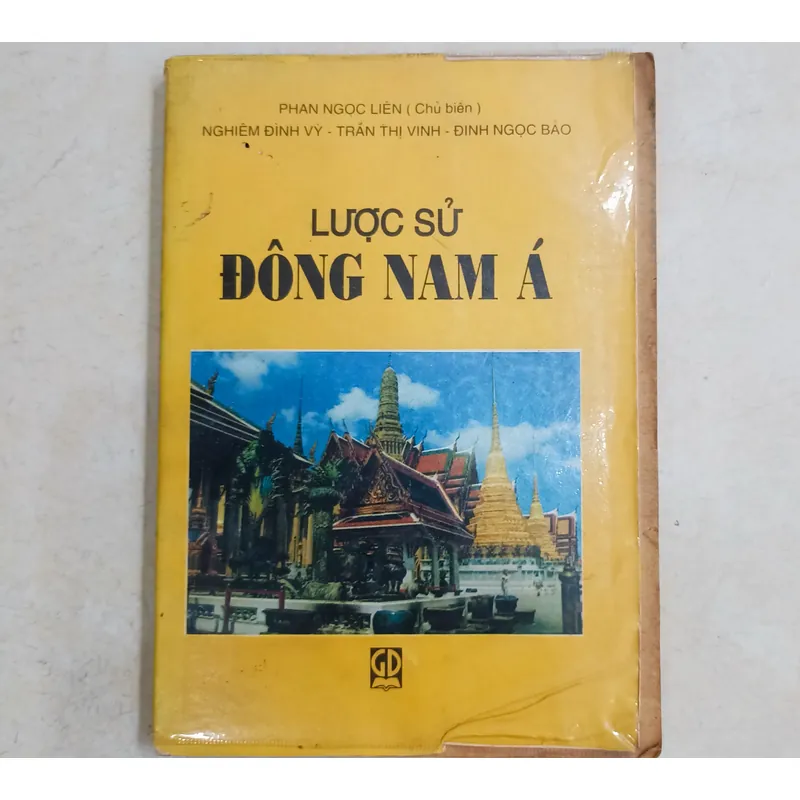 PHAN NGỌC LIÊN ( Chủ biên )
NGHIÊM ĐÌNH VỲ - TRẦN THỊ VINH - ĐINH NGỌC BẢO
LƯỢC SỬ
ĐÔNG NAM Á
GD